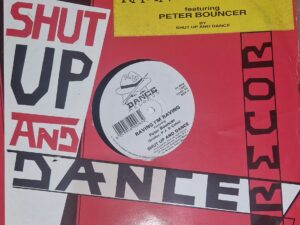 featuring
PETER BOUNCER
SHUT UP AND DANCE
SHUT
UP
AND
DANCE
RECOR
DANCE
RAVING I'M RAVING
SHUT UP AND DANCE